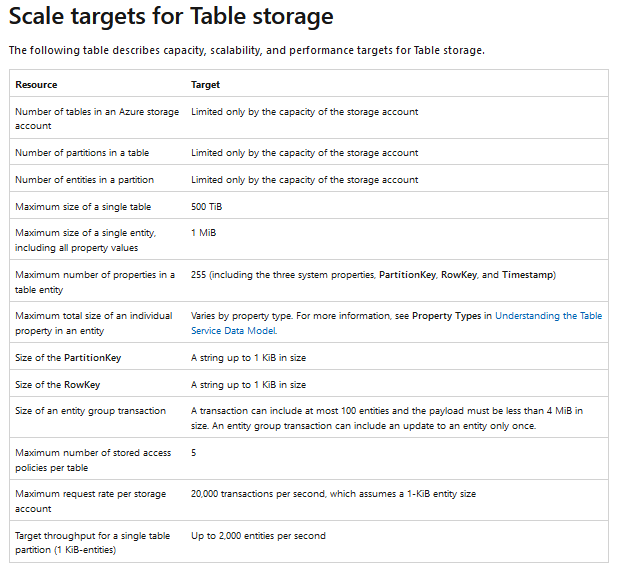 Scale targets for Table storage
The following table describes capacity, scalability, and performance targets for Table storage.
Resource Target
Number of tables in an Azure storage Limited only by the capacity of the storage account
account
Number of partitions in a table Limited only by the capacity of the storage account
Number of entities in a partition Limited only by the capacity of the storage account
Maximum size of a single table 500 TiB
Maximum size of a single entity, 1 MiB
including all property values
Maximum number of properties in a 255 (including the three system properties, PartitionKey, RowKey, and Timestamp)
table entity
Maximum total size of an individual Varies by property type. For more information, see Property Types in Understanding the Table
property in an entity Service Data Model.
Size of the PartitionKey A string up to 1 KiB in size
Size of the RowKey A string up to 1 KiB in size
Size of an entity group transaction A transaction can include at most 100 entities and the payload must be less than 4 MiB in
size. An entity group transaction can include an update to an entity only once.
Maximum number of stored access 5
policies per table
Maximum request rate per storage 20,000 transactions per second, which assumes a 1-KiB entity size
account
Target throughput for a single table Up to 2,000 entities per second
partition (1 KiB-entities)